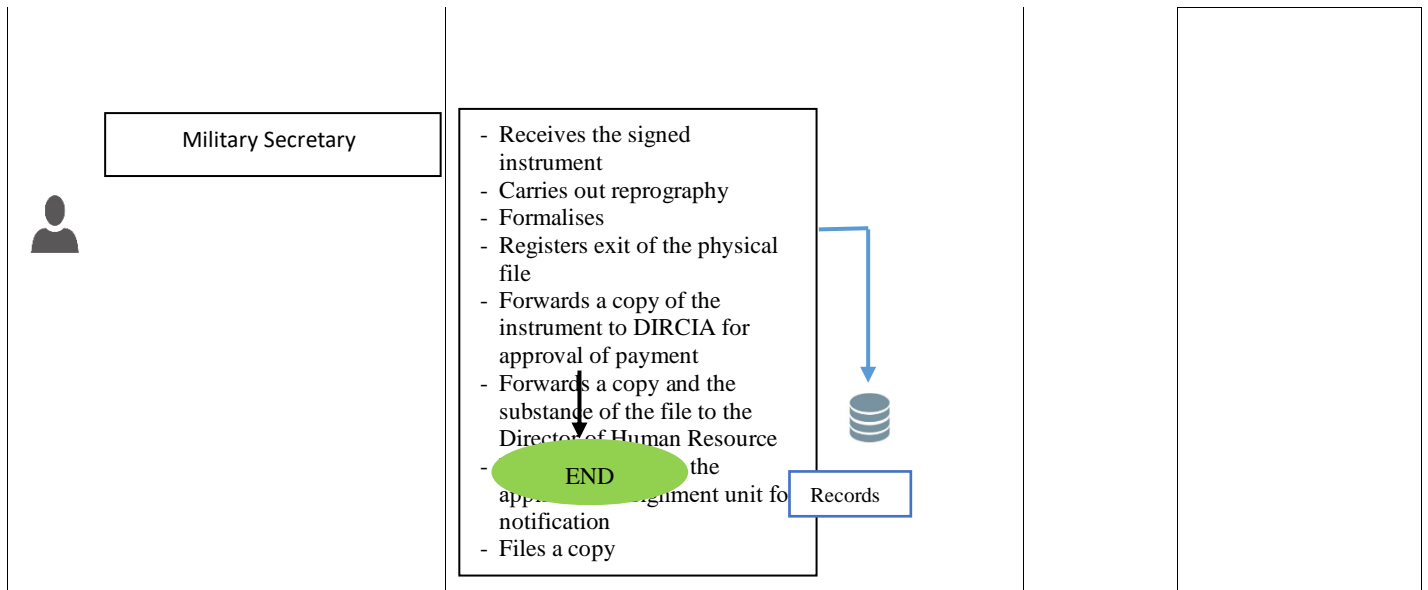 Military Secretary
- Receives the signed
instrument
- Carries out reprography
- Formalises
- Registers exit of the physical
file
- Forwards a copy of the
instrument to DIRCIA for
approval of payment
- Forwards a copy and the
substance of the file to the
Director of Human Resource
- the
unit
notification
- Files a copy
END
Records